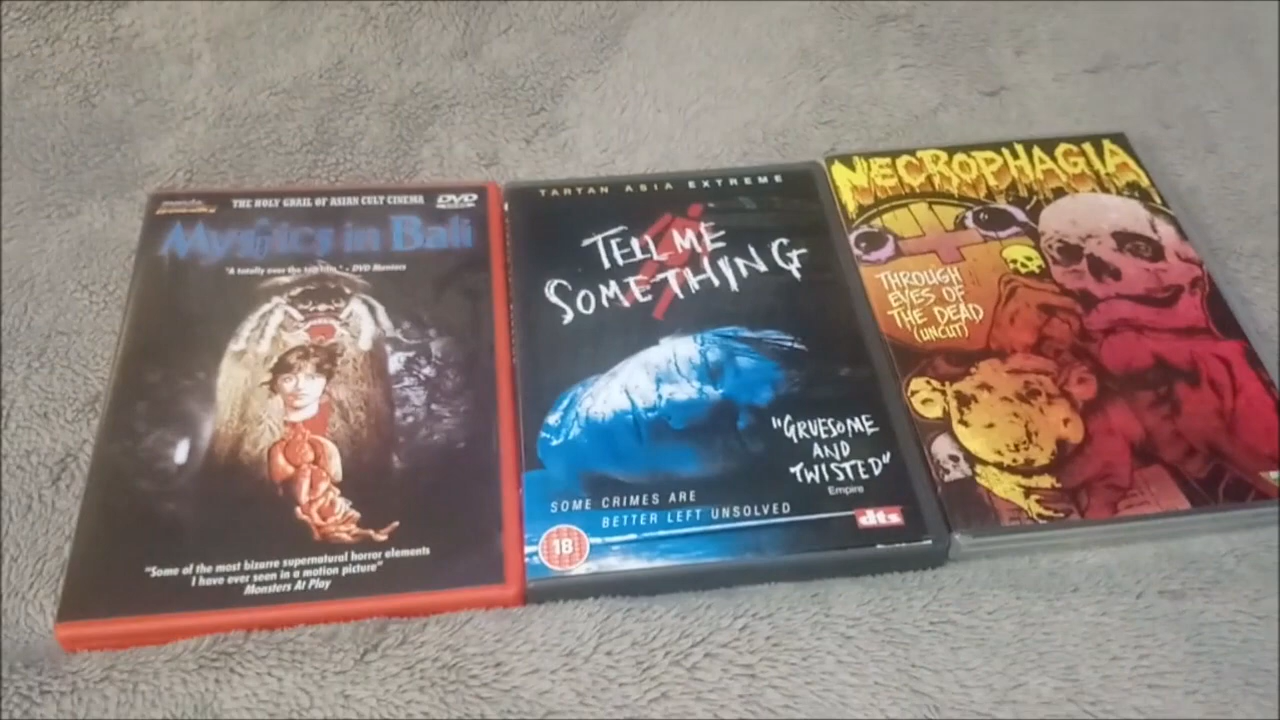 THE HOLY GRAIL OF ASIAN CULT CINEMA
DVD
Mystics in Bali
"A totally over the top film." - DVD Maniacs
"Some of the most bizarre supernatural horror elements
I have ever seen in a motion picture"
Monsters At Play
TARTAN ASIA EXTREME
TELL ME
SOMETHING
"GRUESOME
AND
TWISTED"
Empire
SOME CRIMES ARE
BETTER LEFT UNSOLVED
dts
18
NECROPHAGIA
THROUGH
EYES OF
THE DEAD
(UNCUT)